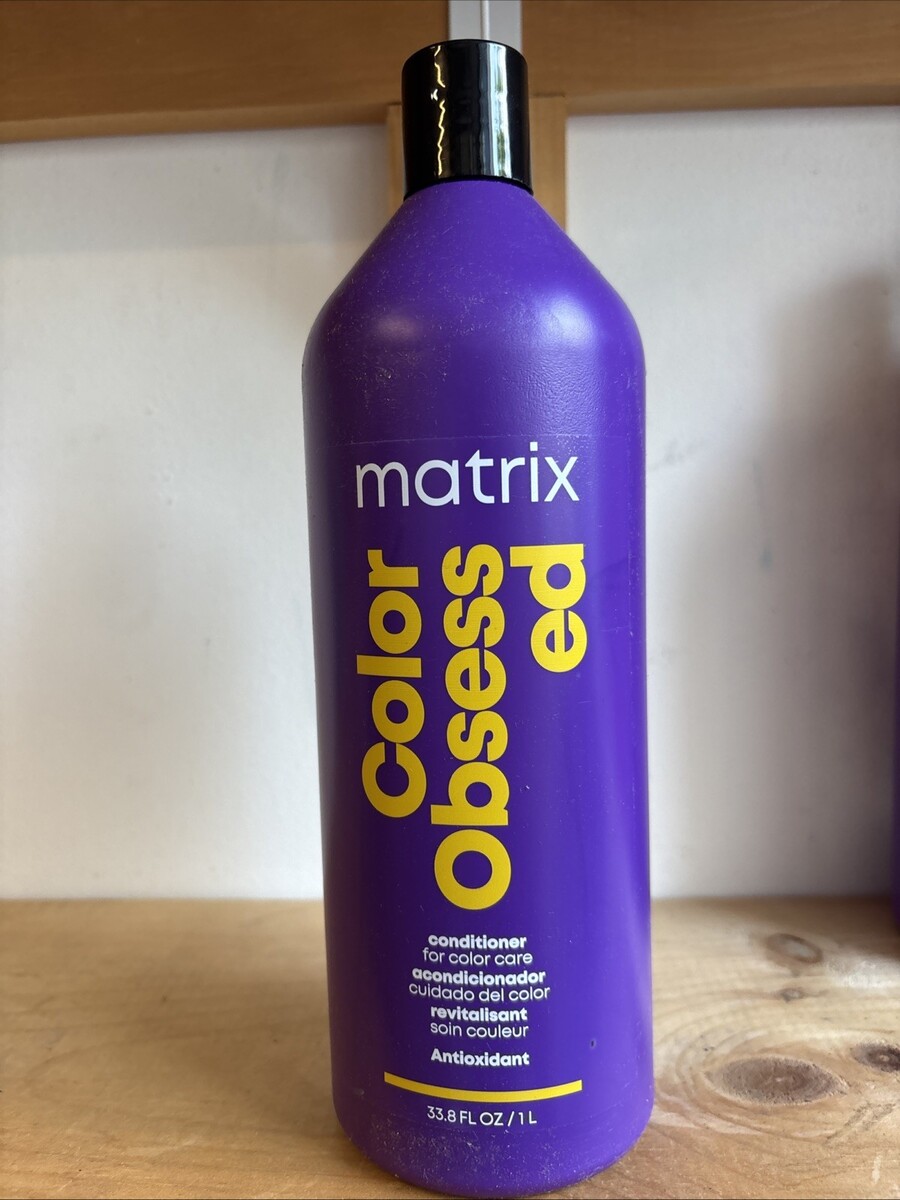 matrix
Color
Obsess
ed
conditioner
for color care
acondicionador
cuidado del color
revitalisant
soin couleur
Antioxidant
33.8 FL OZ / 1 L